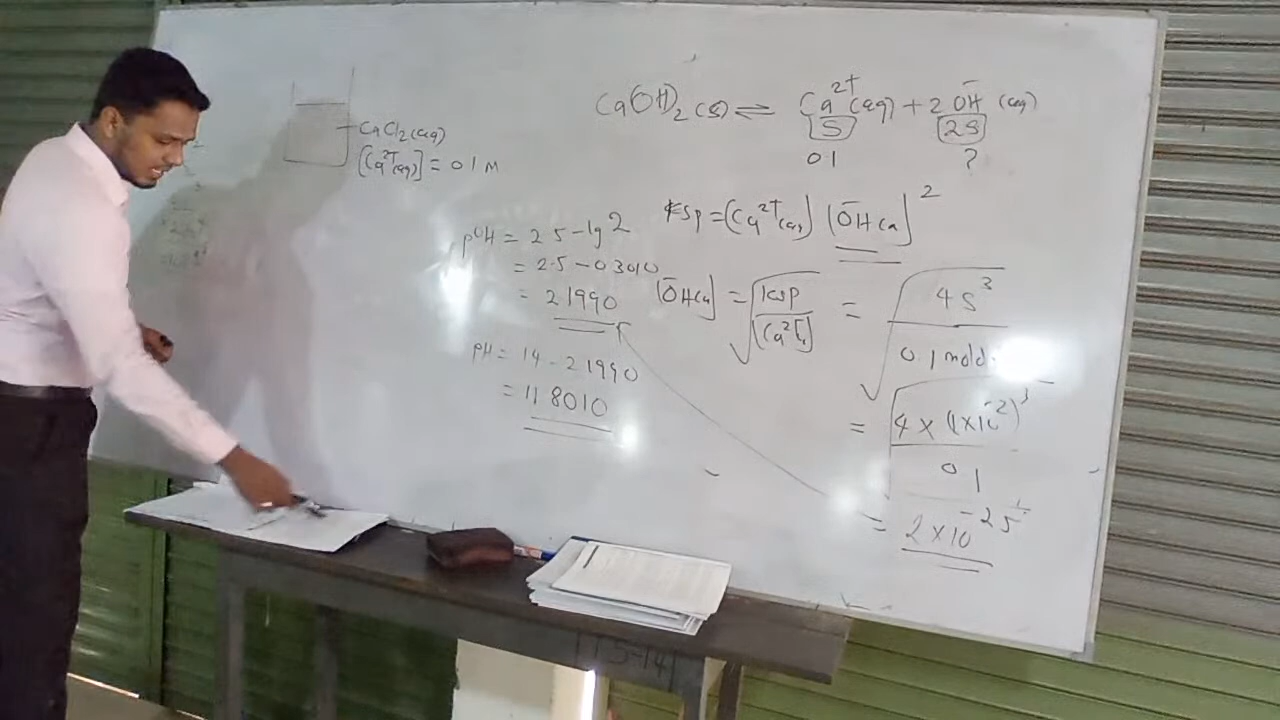 CaCl₂(aq)
[Ca²⁺(aq)] = 0.1 M
Ca(OH)₂(s) ⇌ Ca²⁺(aq) + 2OH⁻(aq)
S 2S
0.1 ?
Ksp = [Ca²⁺(aq)] [OH⁻(aq)]²
pOH = 2.5 - lg 2
= 2.5 - 0.3010
= 2.1990
pH = 14 - 2.1990
= 11.8010
[OH⁻(aq)] = √Ksp/[Ca²⁺] = √4S³/0.1 mold
= √4 × (1×10⁻²)³/0.1
= 2 × 10⁻²·⁵